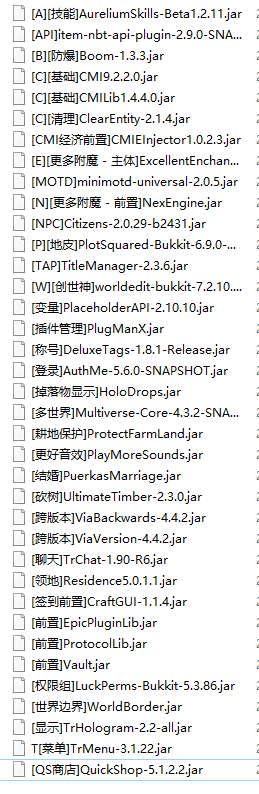 [A][技能]AureliumSkills-Beta1.2.11.jar
[API]item-nbt-api-plugin-2.9.0-SNA...
[B][防爆]Boom-1.3.3.jar
[C][基础]CMI9.2.2.0.jar
[C][基础]CMILib1.4.4.0.jar
[C][清理]ClearEntity-2.1.4.jar
[CMI经济前置]CMIEInjector1.0.2.3.jar
[E][更多附魔 - 主体]ExcellentEnchan...
[MOTD]minimotd-universal-2.0.5.jar
[N][更多附魔 - 前置]NexEngine.jar
[NPC]Citizens-2.0.29-b2431.jar
[P][地皮]PlotSquared-Bukkit-6.9.0-...
[TAP]TitleManager-2.3.6.jar
[W][创世神]worldedit-bukkit-7.2.10....
[变量]PlaceholderAPI-2.10.10.jar
[插件管理]PlugManX.jar
[称号]DeluxeTags-1.8.1-Release.jar
[登录]AuthMe-5.6.0-SNAPSHOT.jar
[掉落物显示]HoloDrops.jar
[多世界]Multiverse-Core-4.3.2-SNA...
[耕地保护]ProtectFarmLand.jar
[更好音效]PlayMoreSounds.jar
[结婚]PuerkasMarriage.jar
[砍树]UltimateTimber-2.3.0.jar
[跨版本]ViaBackwards-4.4.2.jar
[跨版本]ViaVersion-4.4.2.jar
[聊天]TrChat-1.90-R6.jar
[领地]Residence5.0.1.1.jar
[签到前置]CraftGUI-1.1.4.jar
[前置]EpicPluginLib.jar
[前置]ProtocolLib.jar
[前置]Vault.jar
[权限组]LuckPerms-Bukkit-5.3.86.jar
[世界边界]WorldBorder.jar
[显示]TrHologram-2.2-all.jar
T[菜单]TrMenu-3.1.22.jar
[QS商店]QuickShop-5.1.2.2.jar